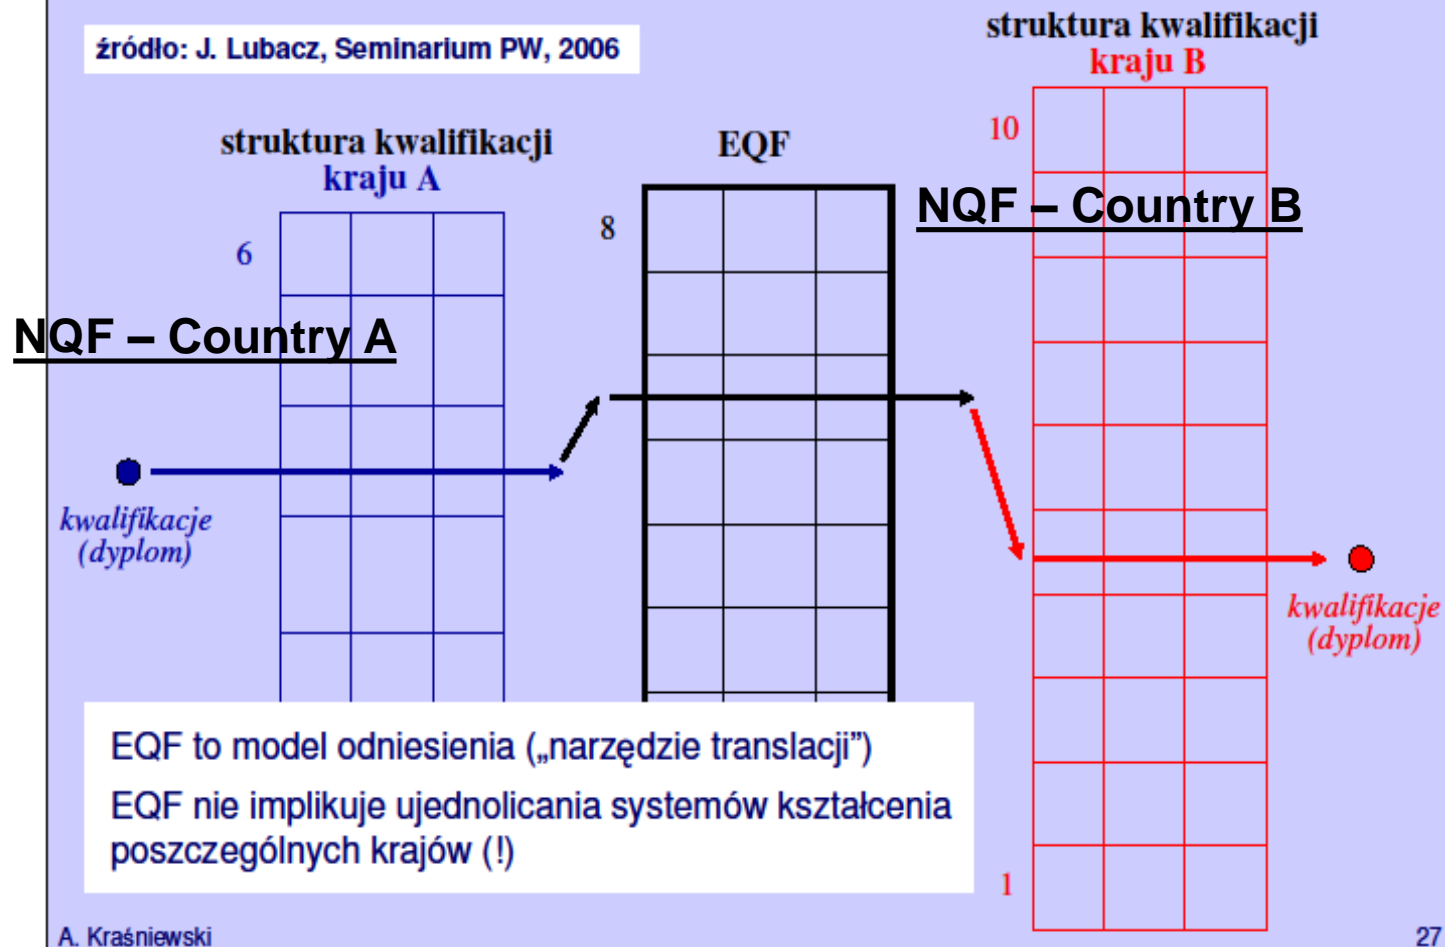 źródło: J. Lubacz, Seminarium PW, 2006
struktura kwalifikacji
kraju B
struktura kwalifikacji
kraju A
EQF
10
NQF – Country B
8
6
NQF – Country A
kwalifikacje
(dyplom)
kwalifikacje
(dyplom)
EQF to model odniesienia („narzędzie translacji”)
EQF nie implikuje ujednolicania systemów kształcenia
poszczególnych krajów (!)
1
A. Kraśniewski
27